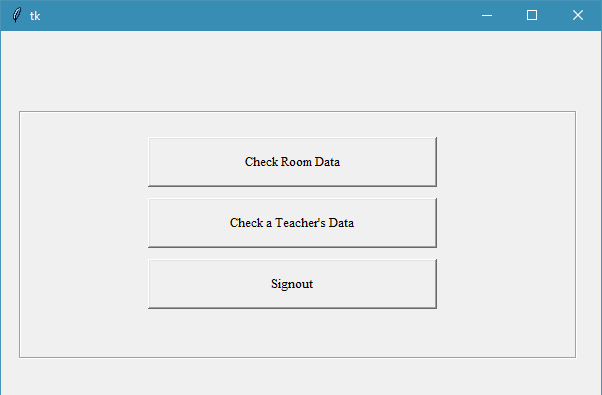 tk
Check Room Data
Check a Teacher's Data
Signout